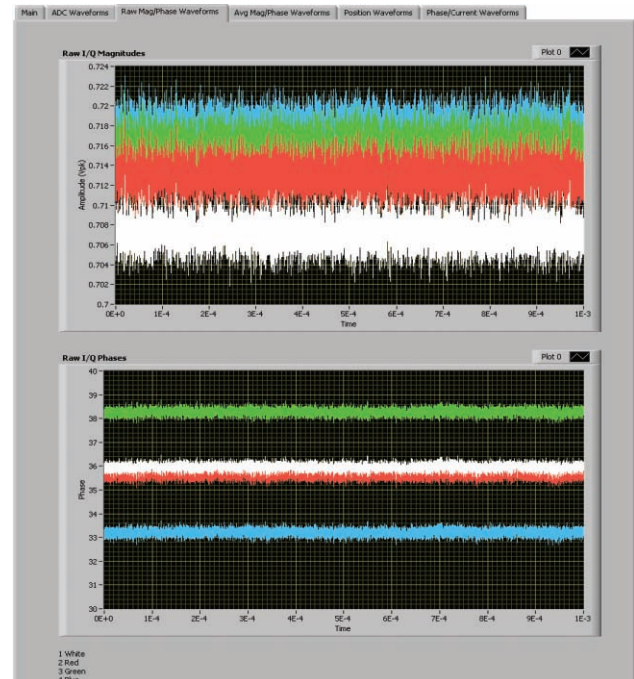 Main ADC Waveforms Raw Mag/Phase Waveforms Avg Mag/Phase Waveforms Position Waveforms Phase/Current Waveforms
Raw I/Q Magnitudes
Plot 0
0.724
0.722
0.72
0.718
0.716
0.714
0.712
0.71
0.708
0.706
0.704
0.702
0.7
Amplitude (Vpk)
0E+0 1E-4 2E-4 3E-4 4E-4 5E-4 6E-4 7E-4 8E-4 9E-4 1E-3
Time
Raw I/Q Phases
Plot 0
40
39
38
37
36
35
34
33
32
31
30
Phase
0E+0 1E-4 2E-4 3E-4 4E-4 5E-4 6E-4 7E-4 8E-4 9E-4 1E-3
Time
1 White
2 Red
3 Green